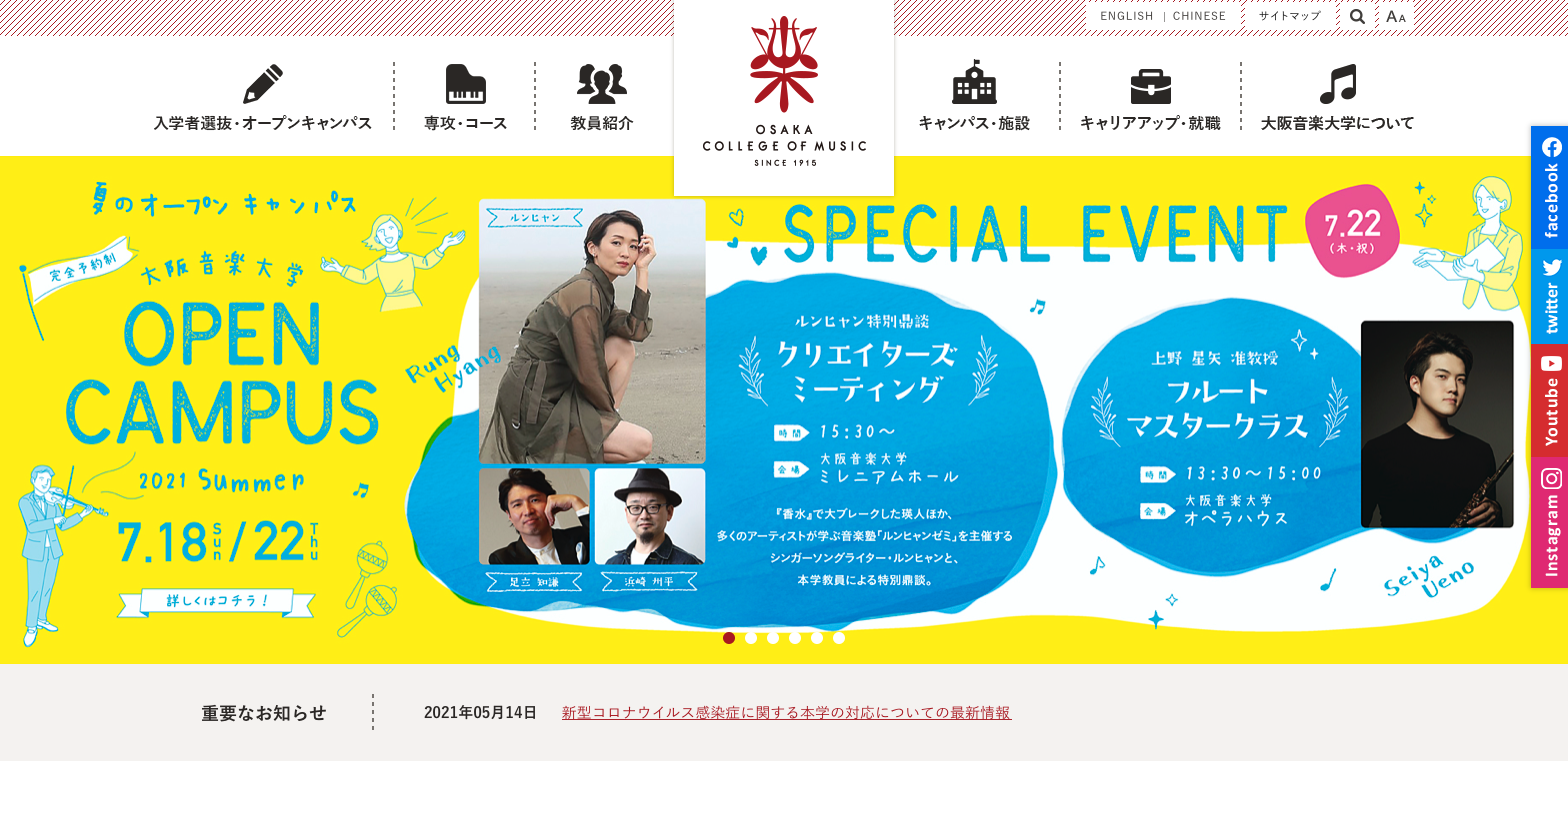 ENGLISH | CHINESE
サイトマップ
AA
入学者選抜・オープンキャンパス
専攻・コース
教員紹介
OSAKA
COLLEGE OF MUSIC
SINCE 1915
キャンパス・施設
キャリアアップ・就職
大阪音楽大学について
夏のオープンキャンパス
完全予約制
大阪音楽大学
OPEN
CAMPUS
2021 Summer
7.18 Sun / 22 Thu
詳しくはコチラ！
ルンヒャン
Rung
Hyang
足立 知謙
浜崎 州平
SPECIAL EVENT
7.22
(木・祝)
ルンヒャン特別鼎談
クリエイターズ
ミーティング
時間 15:30〜
会場 大阪音楽大学
ミレニアムホール
『香水』で大ブレークした瑛人ほか、
多くのアーティストが学ぶ音楽塾「ルンヒャンゼミ」を主催する
シンガーソングライター・ルンヒャンと、
本学教員による特別鼎談。
上野 星矢 准教授
フルート
マスタークラス
時間 13:30〜15:00
会場 大阪音楽大学
オペラハウス
Seiya
Ueno
facebook
twitter
Youtube
Instagram
重要なお知らせ
2021年05月14日
新型コロナウイルス感染症に関する本学の対応についての最新情報